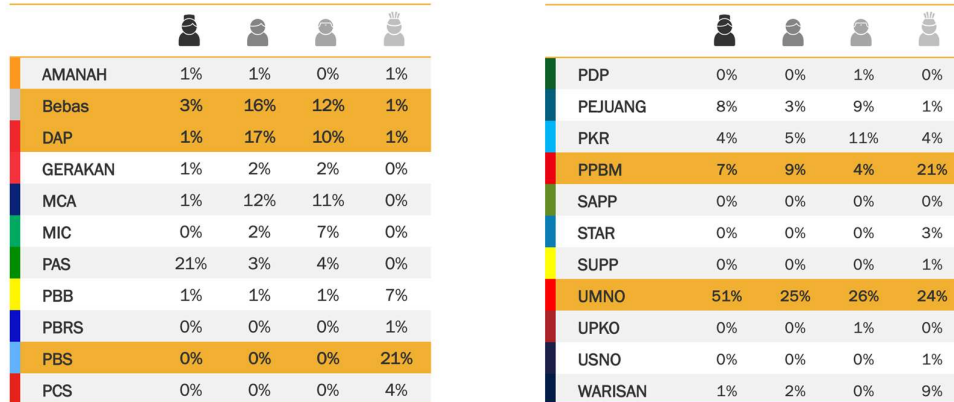 AMANAH 1% 1% 0% 1%
Bebas 3% 16% 12% 1%
DAP 1% 17% 10% 1%
GERAKAN 1% 2% 2% 0%
MCA 1% 12% 11% 0%
MIC 0% 2% 7% 0%
PAS 21% 3% 4% 0%
PBB 1% 1% 1% 7%
PBRS 0% 0% 0% 1%
PBS 0% 0% 0% 21%
PCS 0% 0% 0% 4%
PDP 0% 0% 1% 0%
PEJUANG 8% 3% 9% 1%
PKR 4% 5% 11% 4%
PPBM 7% 9% 4% 21%
SAPP 0% 0% 0% 0%
STAR 0% 0% 0% 3%
SUPP 0% 0% 0% 1%
UMNO 51% 25% 26% 24%
UPKO 0% 0% 1% 0%
USNO 0% 0% 0% 1%
WARISAN 1% 2% 0% 9%